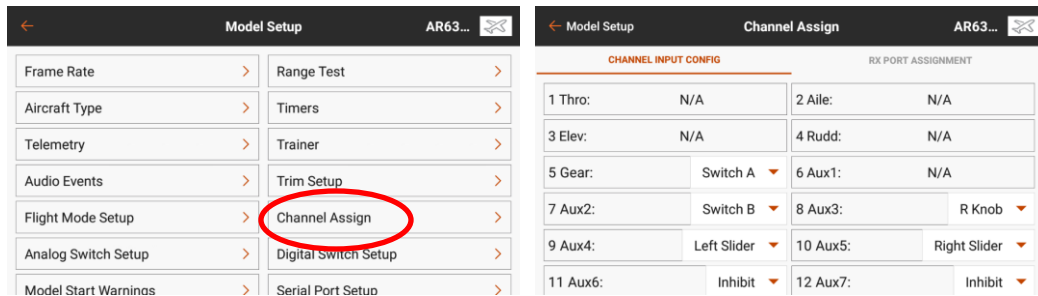 Model Setup AR63...
Frame Rate Range Test
Aircraft Type Timers
Telemetry Trainer
Audio Events Trim Setup
Flight Mode Setup Channel Assign
Analog Switch Setup Digital Switch Setup
Model Start Warnings Serial Port Setup
Model Setup Channel Assign AR63...
CHANNEL INPUT CONFIG RX PORT ASSIGNMENT
1 Thro: N/A 2 Aile: N/A
3 Elev: N/A 4 Rudd: N/A
5 Gear: Switch A 6 Aux1: N/A
7 Aux2: Switch B 8 Aux3: R Knob
9 Aux4: Left Slider 10 Aux5: Right Slider
11 Aux6: Inhibit 12 Aux7: Inhibit